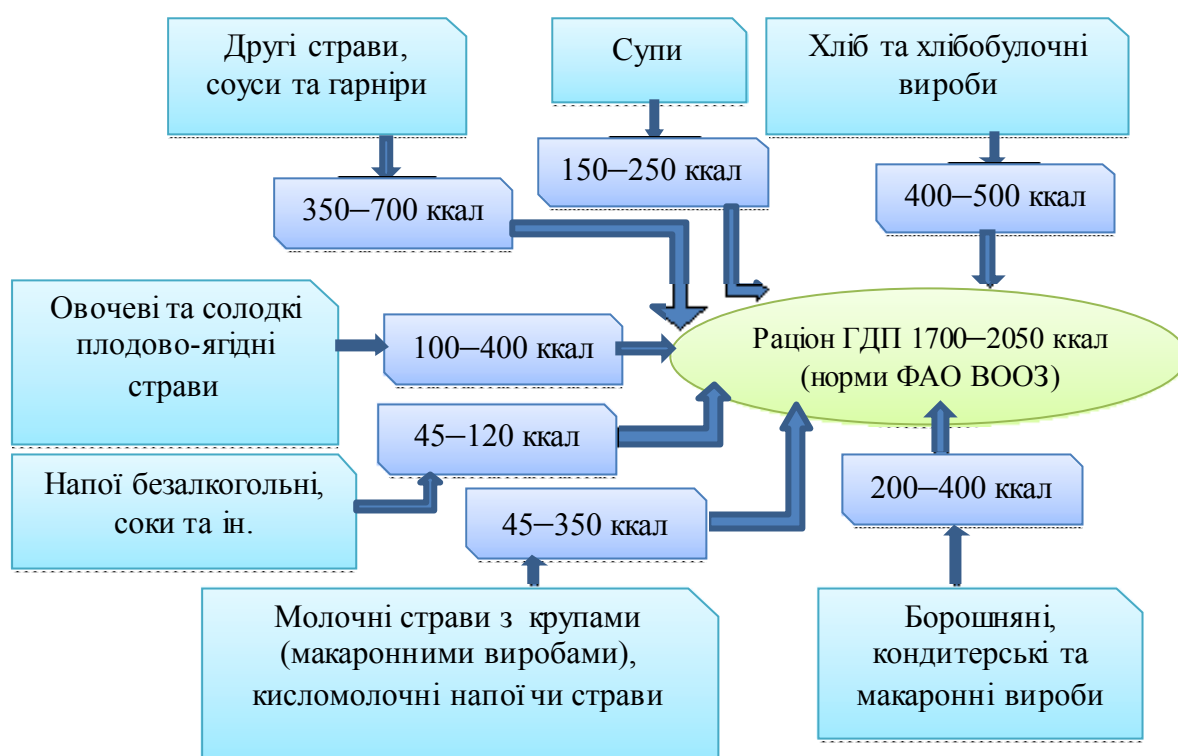 Другі страви,
соуси та гарніри
Супи
Хліб та хлібобулочні
вироби
350–700 ккал
150–250 ккал
400–500 ккал
Овочеві та солодкі
плодово-ягідні
страви
100–400 ккал
Раціон ГДП 1700–2050 ккал
(норми ФАО ВООЗ)
45–120 ккал
Напої безалкогольні,
соки та ін.
45–350 ккал
200–400 ккал
Молочні страви з крупами
(макаронними виробами),
кисломолочні напої чи страви
Борошняні,
кондитерські та
макаронні вироби